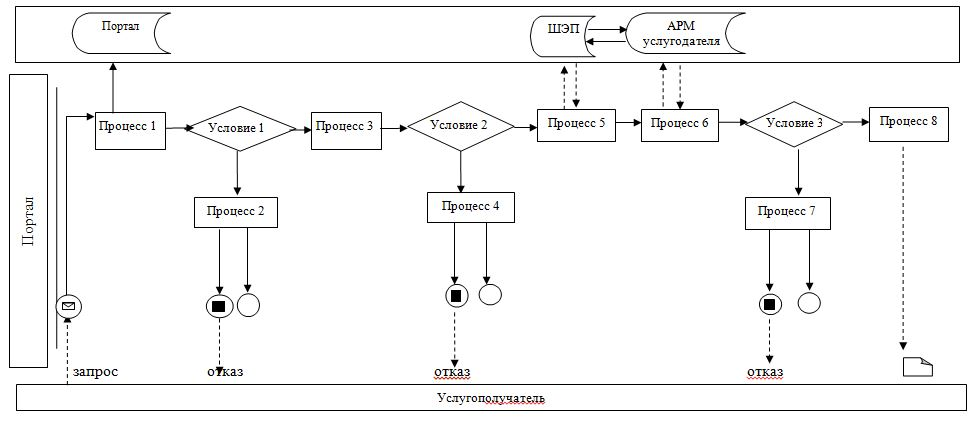 Портал
ШЭП
АРМ
услугодателя
Портал
Процесс 1
Условие 1
Процесс 3
Условие 2
Процесс 5
Процесс 6
Условие 3
Процесс 8
Процесс 2
Процесс 4
Процесс 7
запрос
отказ
отказ
отказ
Услугополучатель